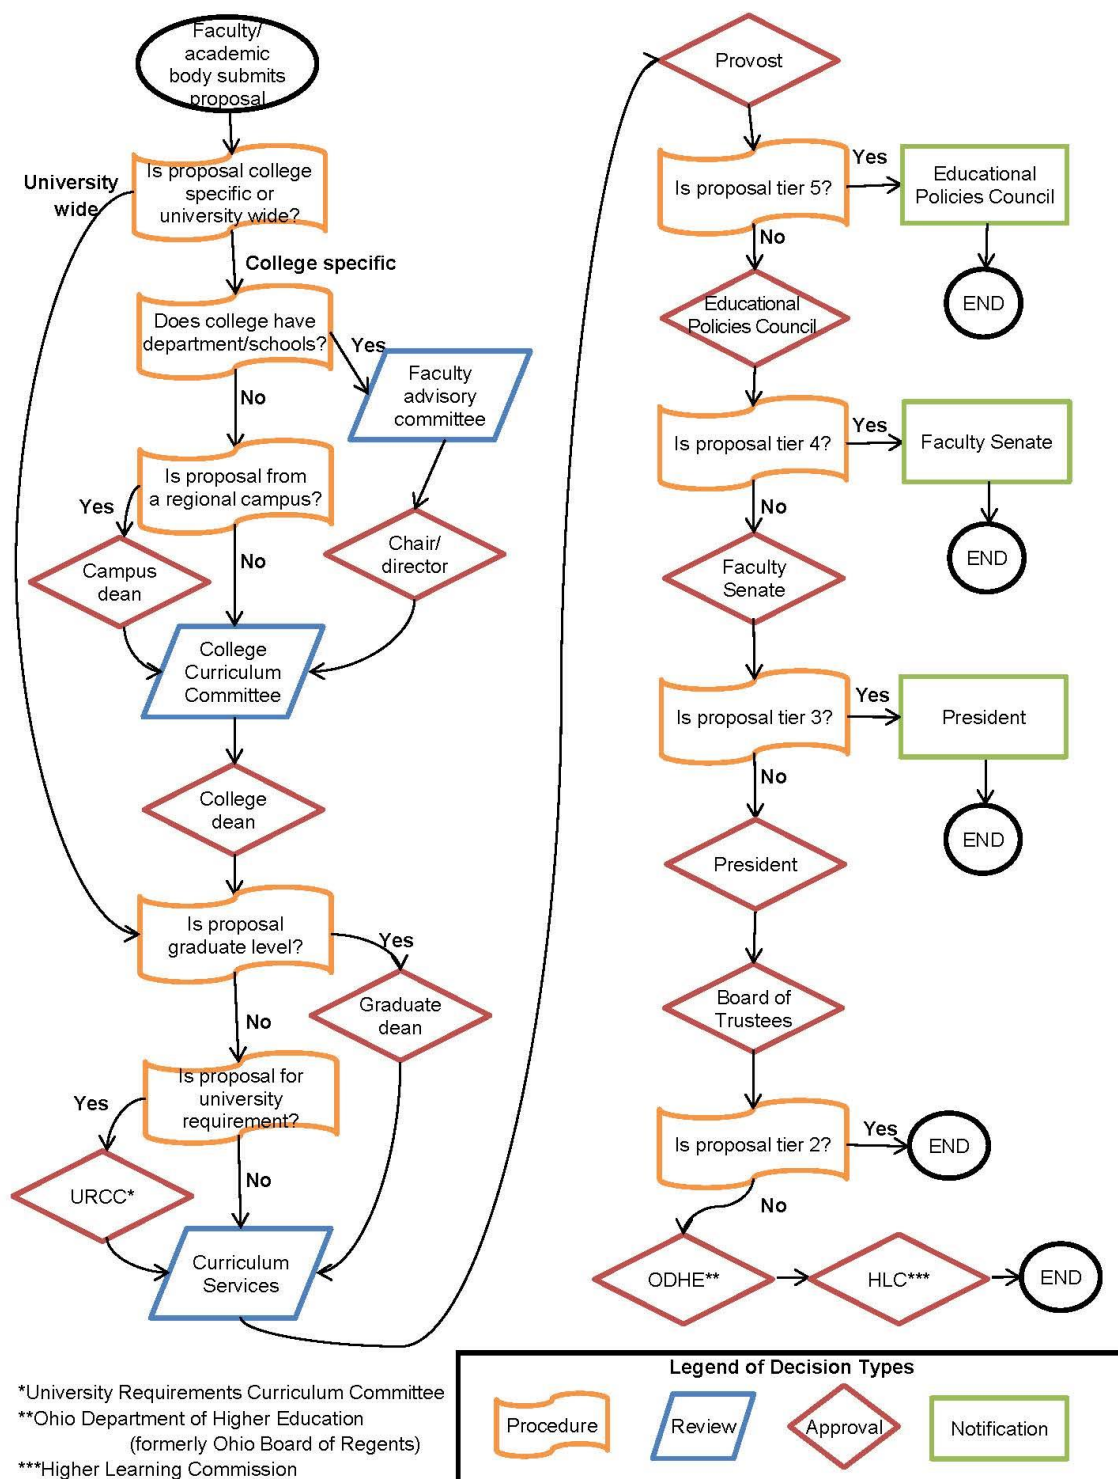 Faculty/
academic
body submits
proposal
Is proposal college
specific or
university wide?
University
wide
College specific
Does college have
department/schools?
Yes
Faculty
advisory
committee
No
Is proposal from
a regional campus?
Yes
Campus
dean
No
Chair/
director
College
Curriculum
Committee
College
dean
Is proposal
graduate level?
Yes
Graduate
dean
No
Is proposal for
university
requirement?
Yes
URCC*
No
Curriculum
Services
Provost
Is proposal tier 5?
Yes
Educational
Policies Council
END
No
Educational
Policies Council
Is proposal tier 4?
Yes
Faculty Senate
END
No
Faculty
Senate
Is proposal tier 3?
Yes
President
END
No
President
Board of
Trustees
Is proposal tier 2?
Yes
END
No
ODHE**
HLC***
END
*University Requirements Curriculum Committee
**Ohio Department of Higher Education
(formerly Ohio Board of Regents)
***Higher Learning Commission
Legend of Decision Types
Procedure
Review
Approval
Notification